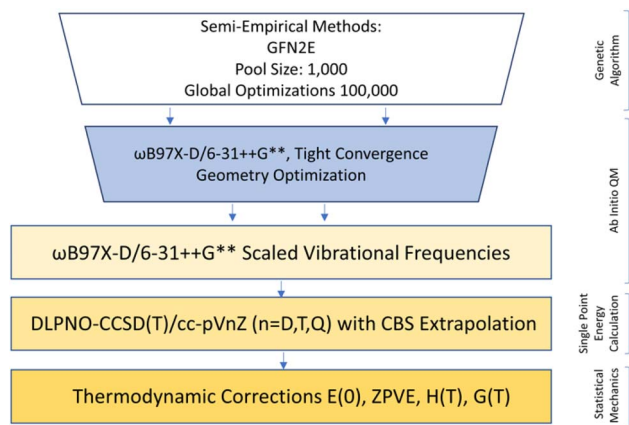 Semi-Empirical Methods:
GFN2E
Pool Size: 1,000
Global Optimizations 100,000
Genetic
Algorithm
ωB97X-D/6-31++G**, Tight Convergence
Geometry Optimization
Ab Initio QM
ωB97X-D/6-31++G** Scaled Vibrational Frequencies
DLPNO-CCSD(T)/cc-pVnZ (n=D,T,Q) with CBS Extrapolation
Single Point
Energy
Calculation
Thermodynamic Corrections E(0), ZPVE, H(T), G(T)
Statistical
Mechanics